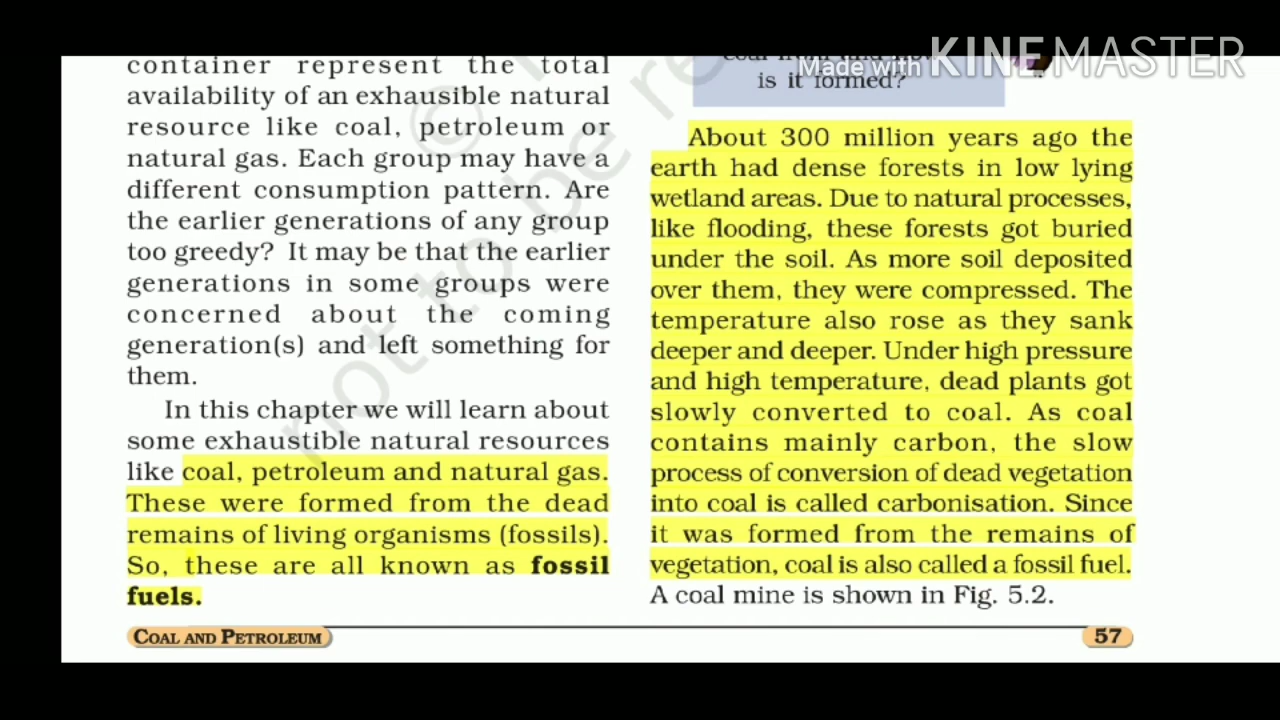 Made with KINEMASTER
container represent the total
availability of an exhausible natural
resource like coal, petroleum or
natural gas. Each group may have a
different consumption pattern. Are
the earlier generations of any group
too greedy? It may be that the earlier
generations in some groups were
concerned about the coming
generation(s) and left something for
them.
In this chapter we will learn about
some exhaustible natural resources
like coal, petroleum and natural gas.
These were formed from the dead
remains of living organisms (fossils).
So, these are all known as fossil
fuels.
is it formed?
About 300 million years ago the
earth had dense forests in low lying
wetland areas. Due to natural processes,
like flooding, these forests got buried
under the soil. As more soil deposited
over them, they were compressed. The
temperature also rose as they sank
deeper and deeper. Under high pressure
and high temperature, dead plants got
slowly converted to coal. As coal
contains mainly carbon, the slow
process of conversion of dead vegetation
into coal is called carbonisation. Since
it was formed from the remains of
vegetation, coal is also called a fossil fuel.
A coal mine is shown in Fig. 5.2.
COAL AND PETROLEUM
57
© not to be re